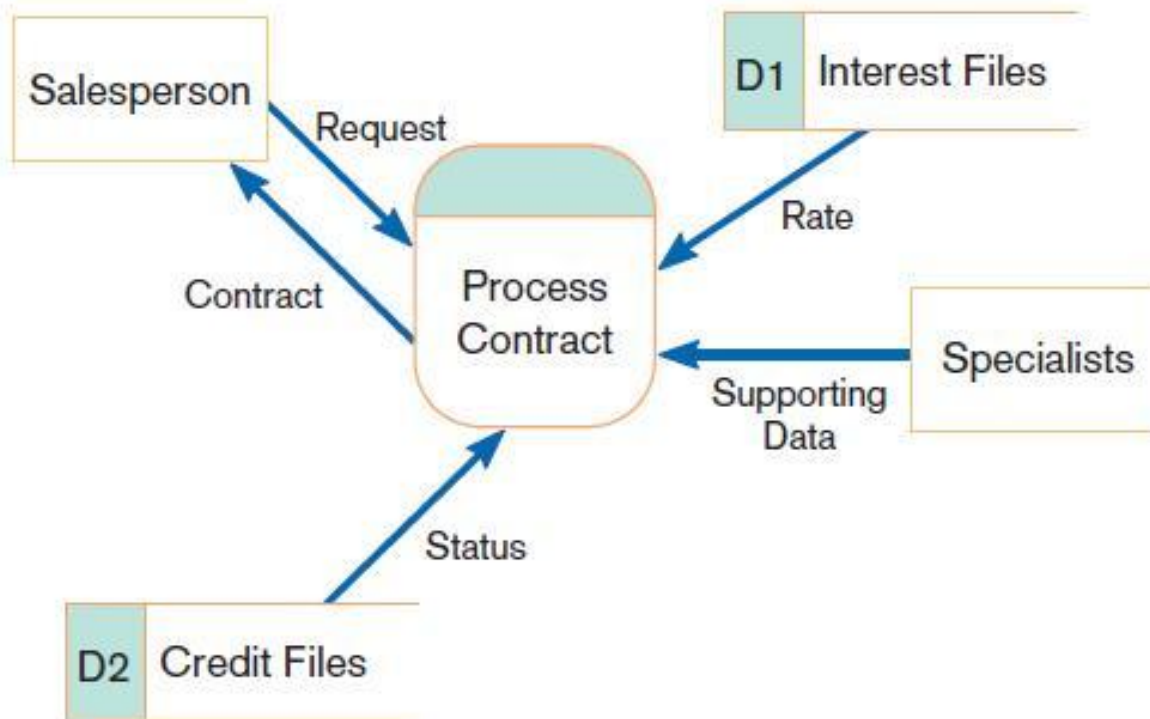 Salesperson
D1
Interest Files
Request
Rate
Contract
Process
Contract
Specialists
Supporting
Data
Status
D2
Credit Files